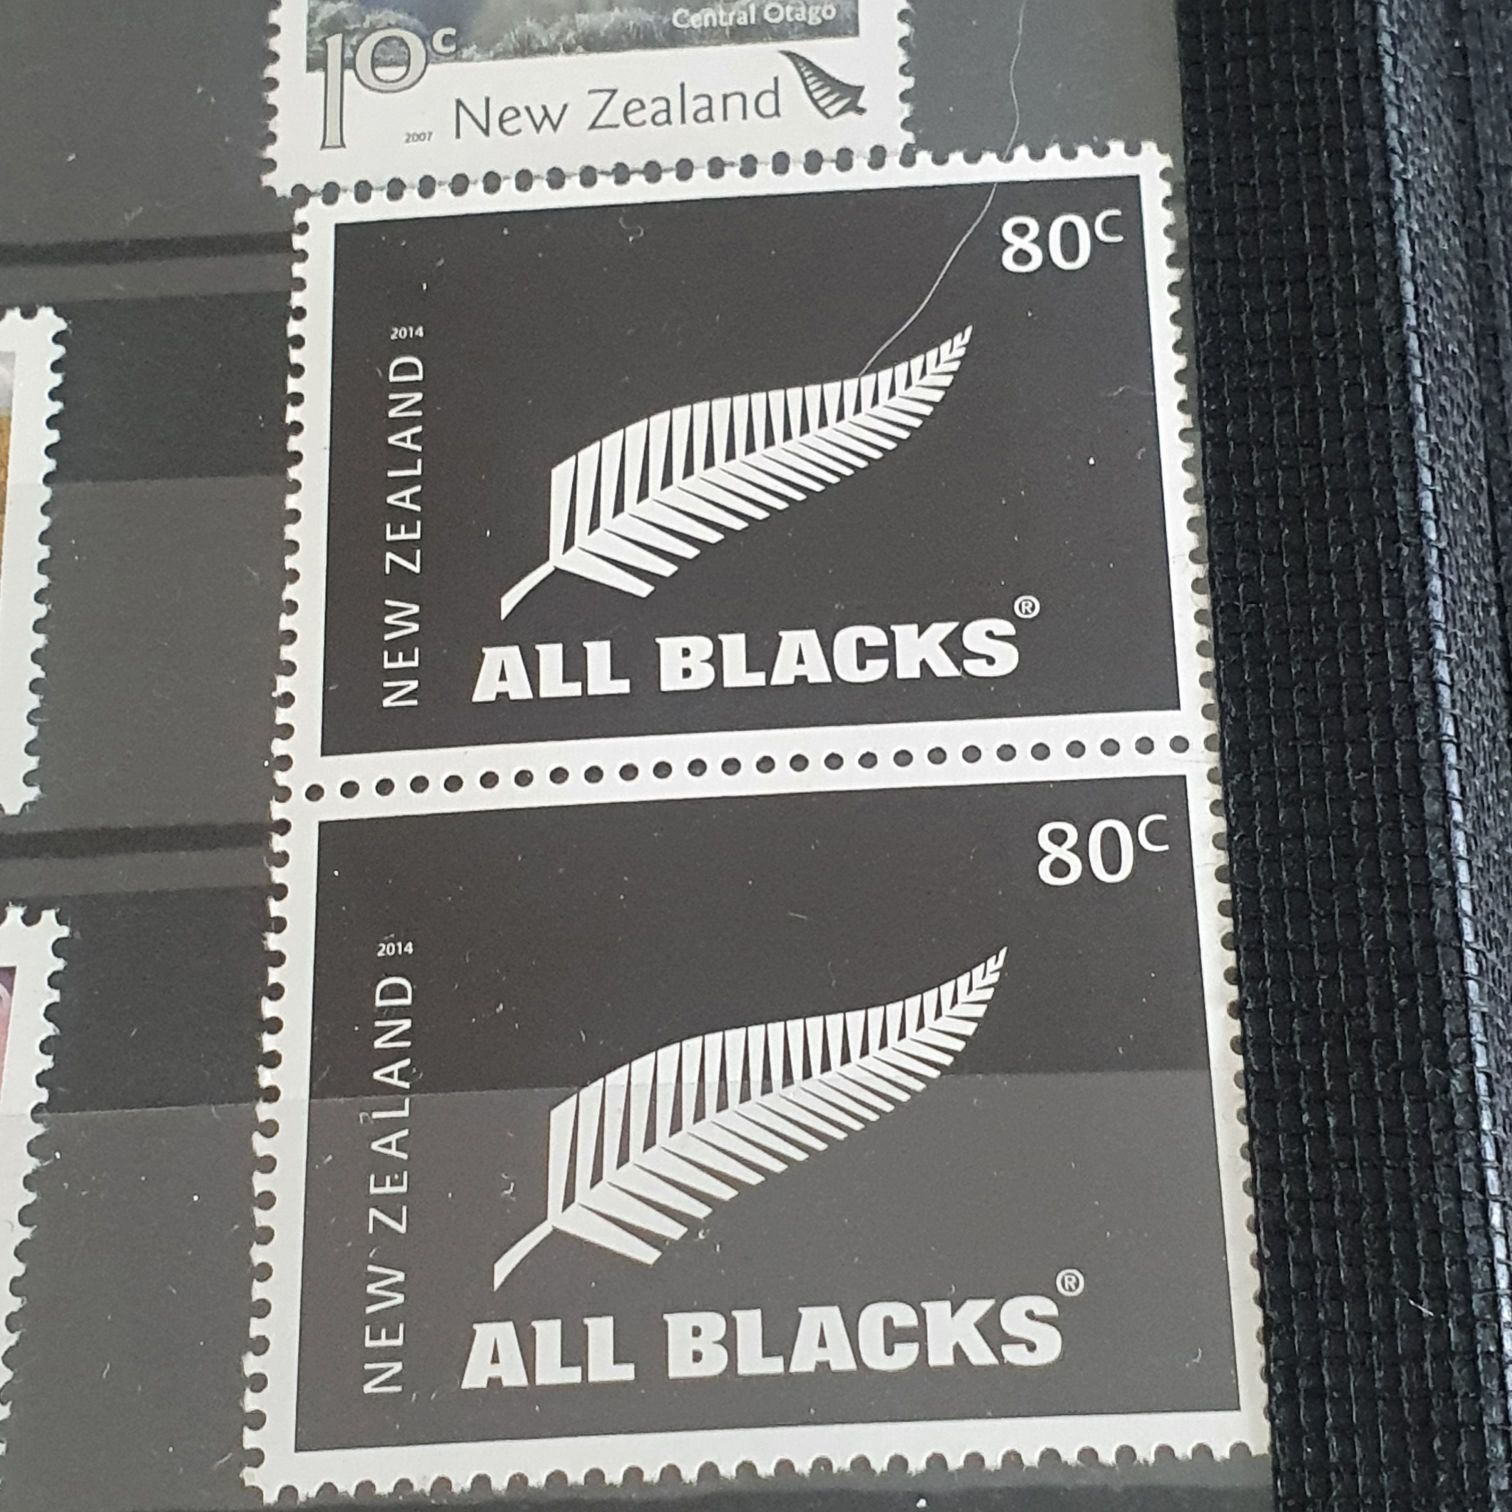 Central Otago
10c
2007 New Zealand
80c
2014
NEW ZEALAND
ALL BLACKS®
80c
2014
NEW ZEALAND
ALL BLACKS®